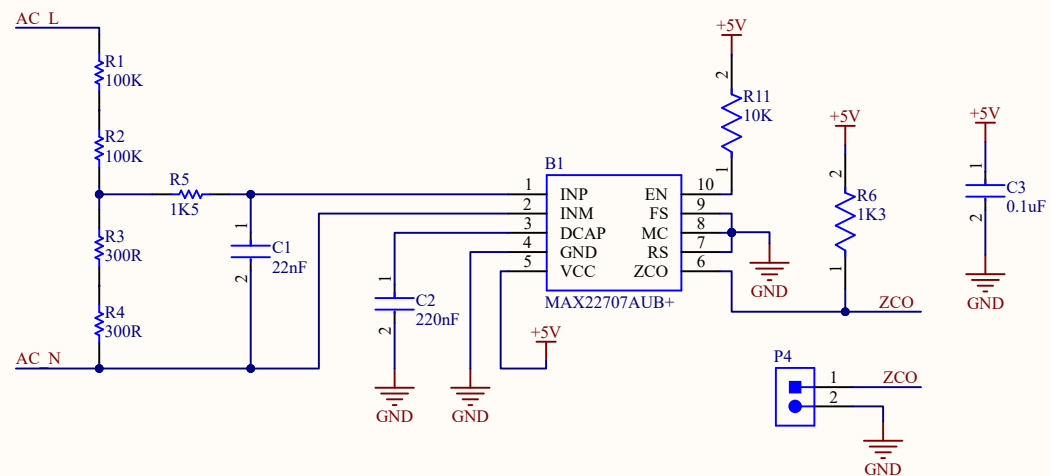 AC_L
R1
100K
R2
100K
R5
1K5
R3
300R
R4
300R
AC_N
1
C1
2
22nF
1
C2
2
220nF
GND
GND
+5V
B1
1 INP EN 10
2 INM FS 9
3 DCAP MC 8
4 GND RS 7
5 VCC ZCO 6
MAX22707AUB+
+5V
2
R11
10K
1
GND
+5V
2
R6
1K3
1
ZCO
+5V
1
C3
0.1uF
2
GND
P4
1 ZCO
2
GND